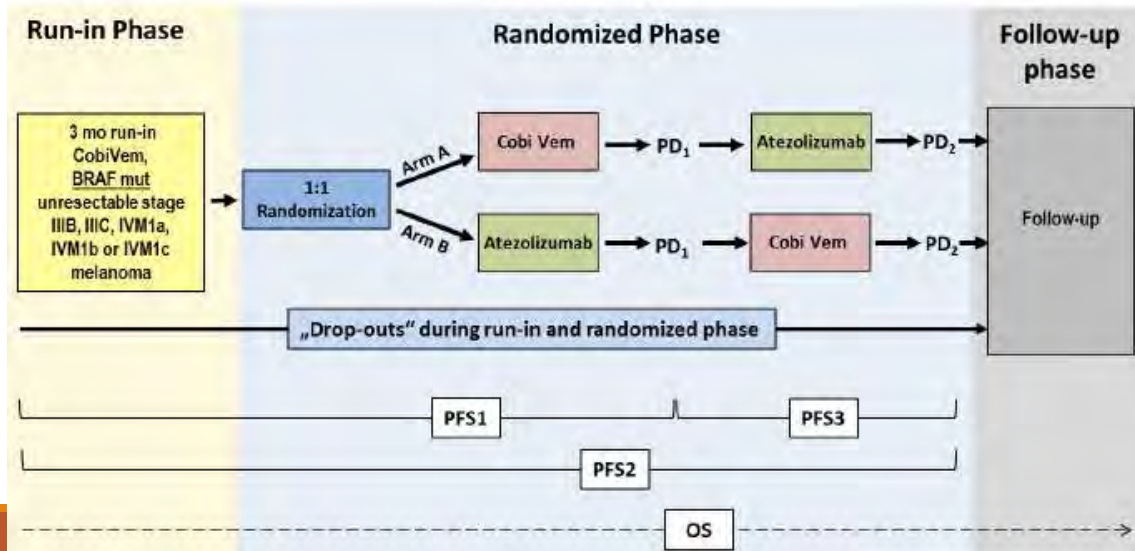 Run-in Phase
Randomized Phase
Follow-up
phase
3 mo run-in
CobiVem,
BRAF mut
unresectable stage
IIIB, IIIC, IVM1a,
IVM1b or IVM1c
melanoma
1:1
Randomization
Arm A
Cobi Vem
PD₁
Atezolizumab
PD₂
Arm B
Atezolizumab
PD₁
Cobi Vem
PD₂
Follow-up
„Drop-outs“ during run-in and randomized phase
PFS1
PFS3
PFS2
OS